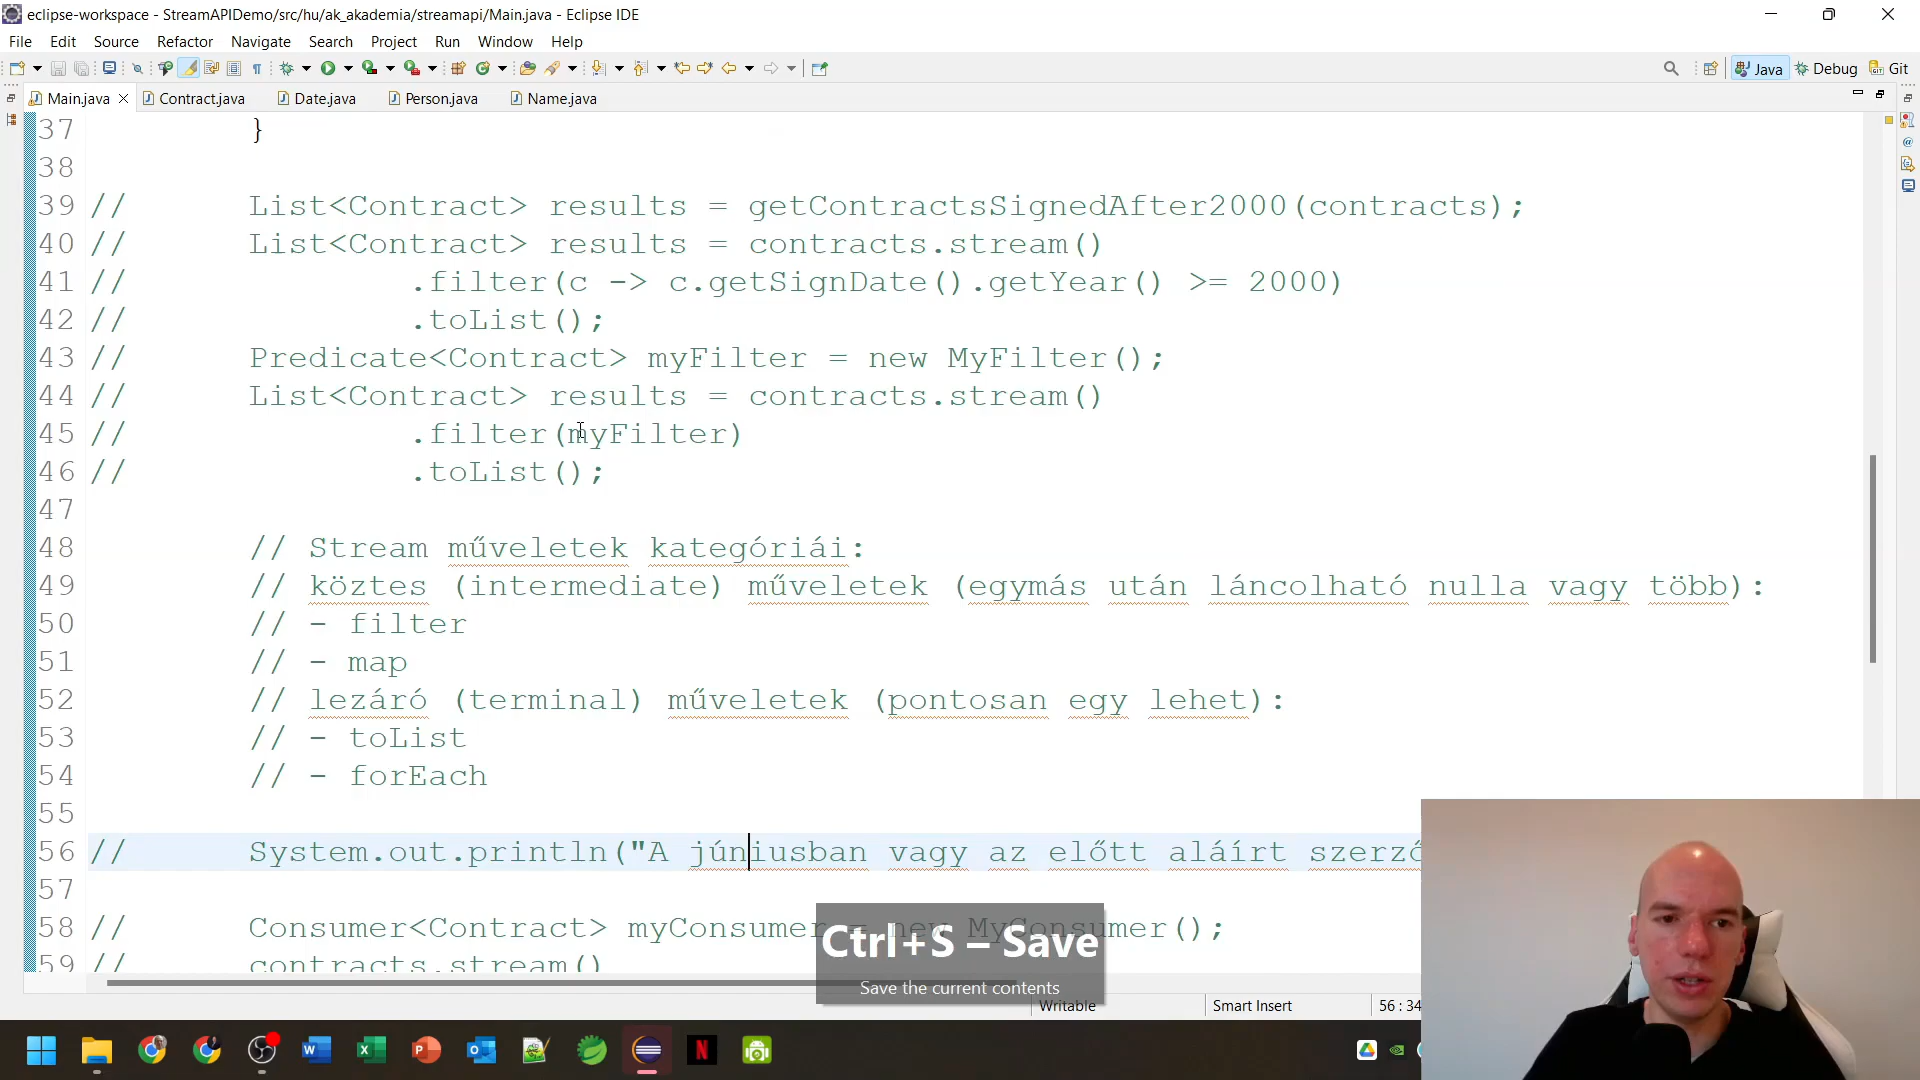 eclipse-workspace - StreamAPIDemo/src/hu/ak_akademia/streamapi/Main.java - Eclipse IDE
File Edit Source Refactor Navigate Search Project Run Window Help
Java Debug Git
Main.java Contract.java Date.java Person.java Name.java
37 }
38
39 // List<Contract> results = getContractsSignedAfter2000(contracts);
40 // List<Contract> results = contracts.stream()
41 // .filter(c -> c.getSignDate().getYear() >= 2000)
42 // .toList();
43 // Predicate<Contract> myFilter = new MyFilter();
44 // List<Contract> results = contracts.stream()
45 // .filter(myFilter)
46 // .toList();
47
48 // Stream műveletek kategóriái:
49 // köztes (intermediate) műveletek (egymás után láncolható nulla vagy több):
50 // - filter
51 // - map
52 // lezáró (terminal) műveletek (pontosan egy lehet):
53 // - toList
54 // - forEach
55
56 // System.out.println("A júniusban vagy az előtt aláírt szerző
57
58 // Consumer<Contract> myConsumer = new MyConsumer();
59 // contracts.stream()
Ctrl+S – Save
Save the current contents
Writable Smart Insert 56 : 34